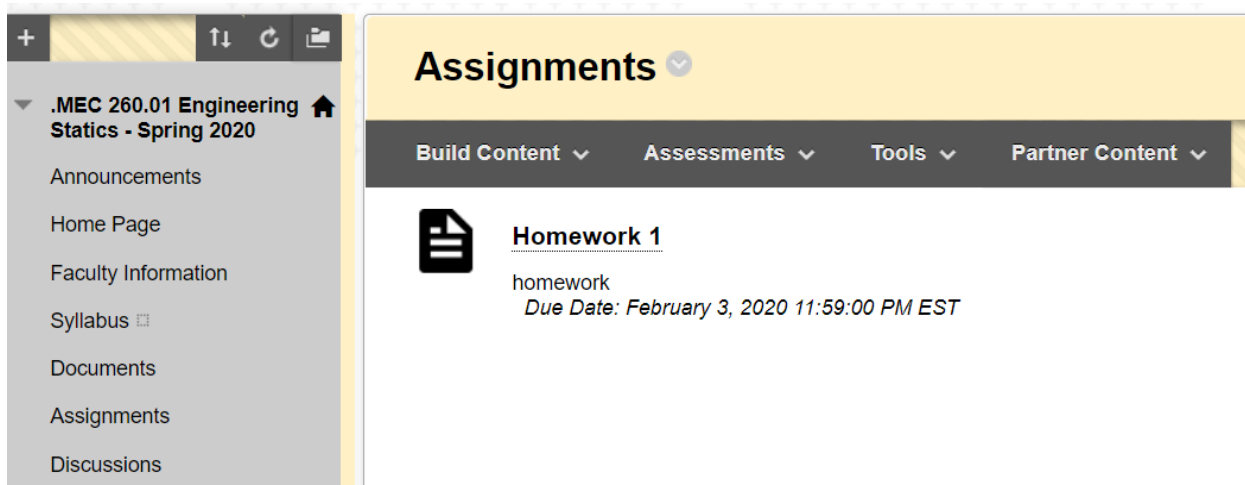 .MEC 260.01 Engineering
Statics - Spring 2020
Announcements
Home Page
Faculty Information
Syllabus
Documents
Assignments
Discussions
Assignments
Build Content
Assessments
Tools
Partner Content
Homework 1
homework
Due Date: February 3, 2020 11:59:00 PM EST